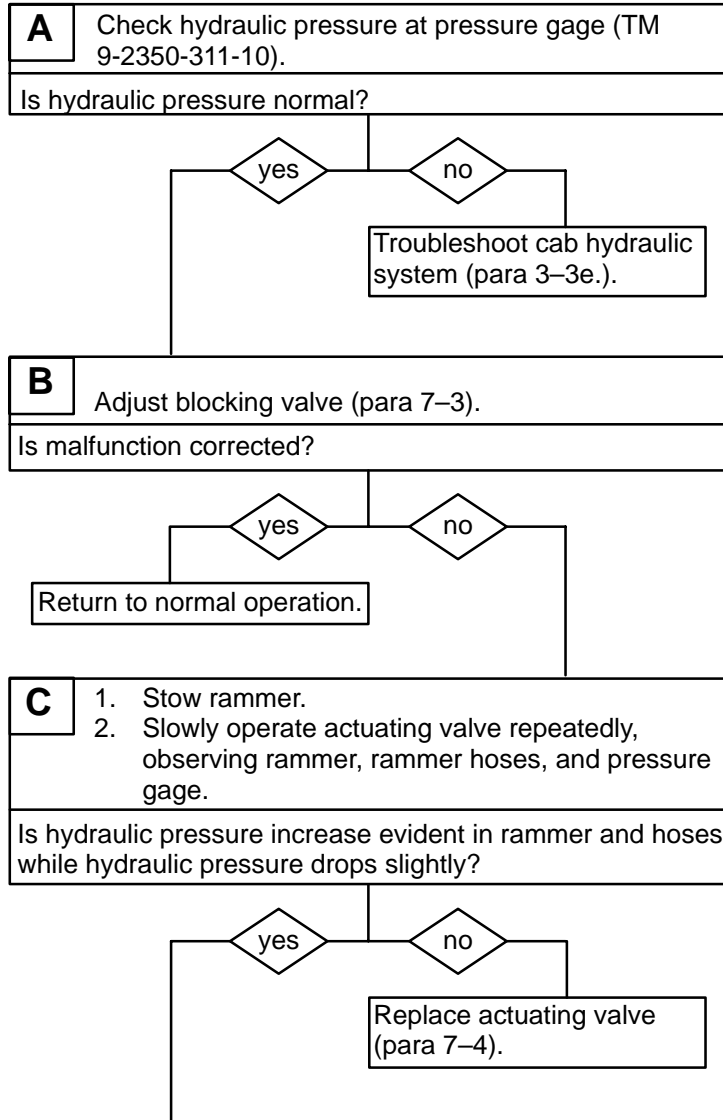 A
Check hydraulic pressure at pressure gage (TM
9-2350-311-10).
Is hydraulic pressure normal?
yes
no
Troubleshoot cab hydraulic
system (para 3–3e.).
B
Adjust blocking valve (para 7–3).
Is malfunction corrected?
yes
no
Return to normal operation.
C
1. Stow rammer.
2. Slowly operate actuating valve repeatedly,
observing rammer, rammer hoses, and pressure
gage.
Is hydraulic pressure increase evident in rammer and hoses
while hydraulic pressure drops slightly?
yes
no
Replace actuating valve
(para 7–4).